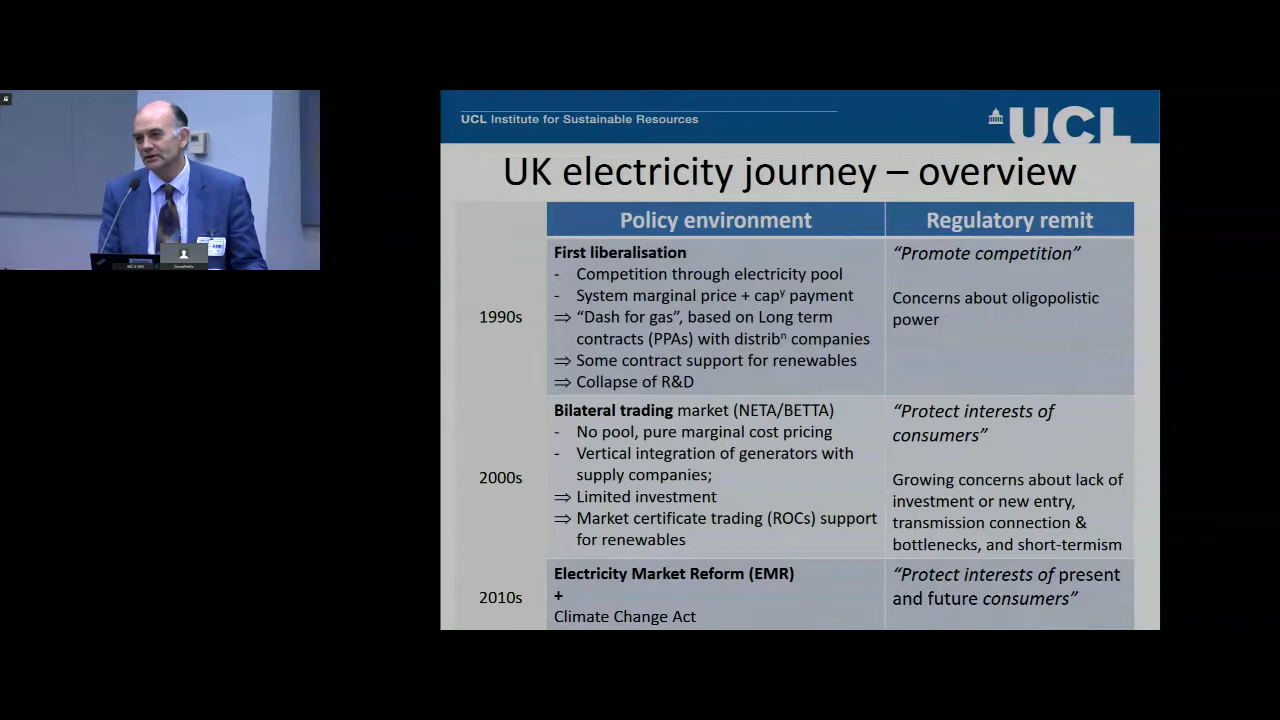 UCL Institute for Sustainable Resources
UCL
UK electricity journey – overview
Policy environment
Regulatory remit
1990s
First liberalisation
- Competition through electricity pool
- System marginal price + capʸ payment
⇒ "Dash for gas", based on Long term
contracts (PPAs) with distribⁿ companies
⇒ Some contract support for renewables
⇒ Collapse of R&D
"Promote competition"
Concerns about oligopolistic
power
2000s
Bilateral trading market (NETA/BETTA)
- No pool, pure marginal cost pricing
- Vertical integration of generators with
supply companies;
⇒ Limited investment
⇒ Market certificate trading (ROCs) support
for renewables
"Protect interests of
consumers"
Growing concerns about lack of
investment or new entry,
transmission connection &
bottlenecks, and short-termism
2010s
Electricity Market Reform (EMR)
+
Climate Change Act
"Protect interests of present
and future consumers"